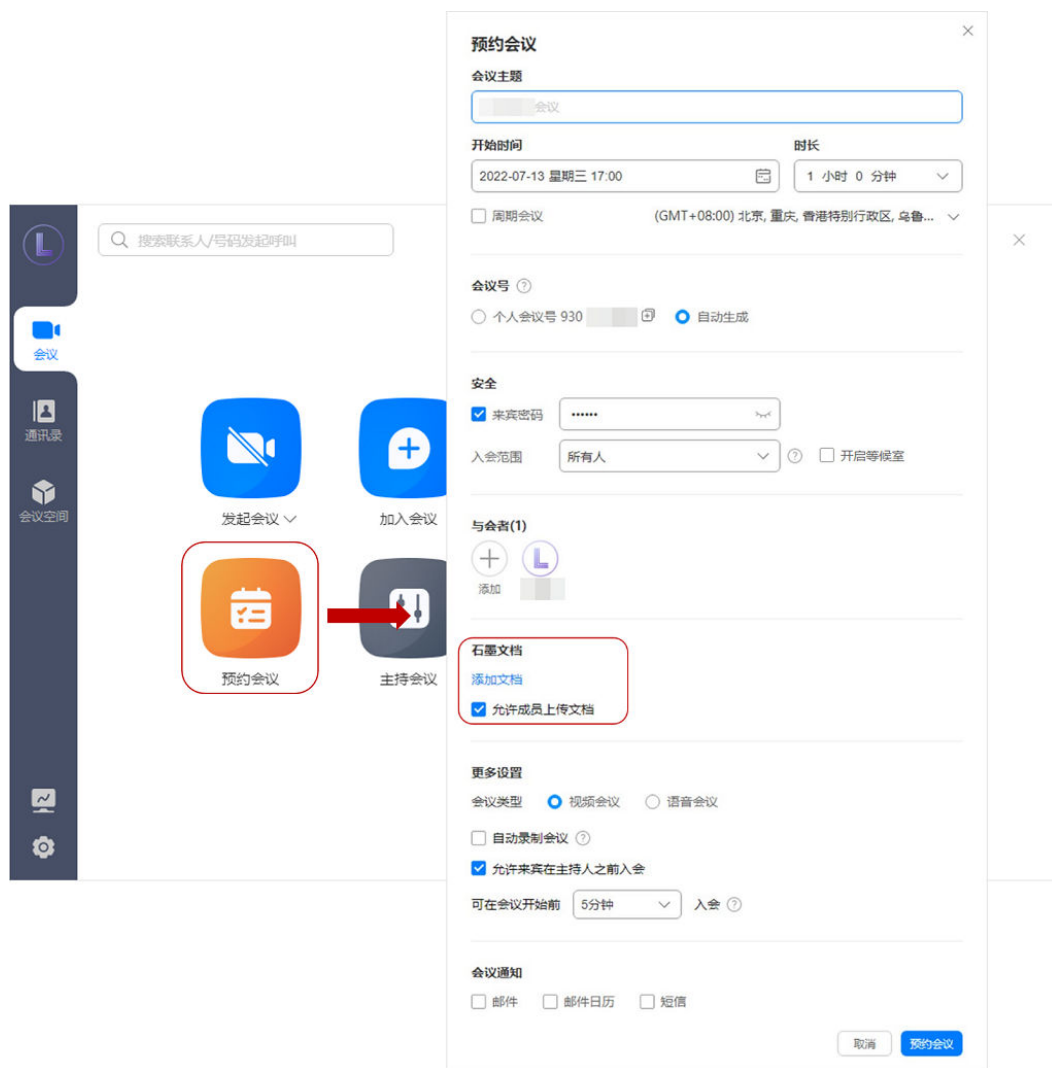 预约会议
会议主题
会议
开始时间 时长
2022-07-13 星期三 17:00 1 小时 0 分钟
周期会议 (GMT+08:00) 北京, 重庆, 香港特别行政区, 乌鲁...
搜索联系人/号码发起呼叫
会议号
个人会议号 930 自动生成
会议
安全
来宾密码 ••••••
通讯录
入会范围 所有人 开启等候室
会议空间
发起会议 加入会议
与会者(1)
添加
石墨文档
预约会议 主持会议
添加文档
允许成员上传文档
更多设置
会议类型 视频会议 语音会议
自动录制会议
允许来宾在主持人之前入会
可在会议开始前 5分钟 入会
会议通知
邮件 邮件日历 短信
取消 预约会议